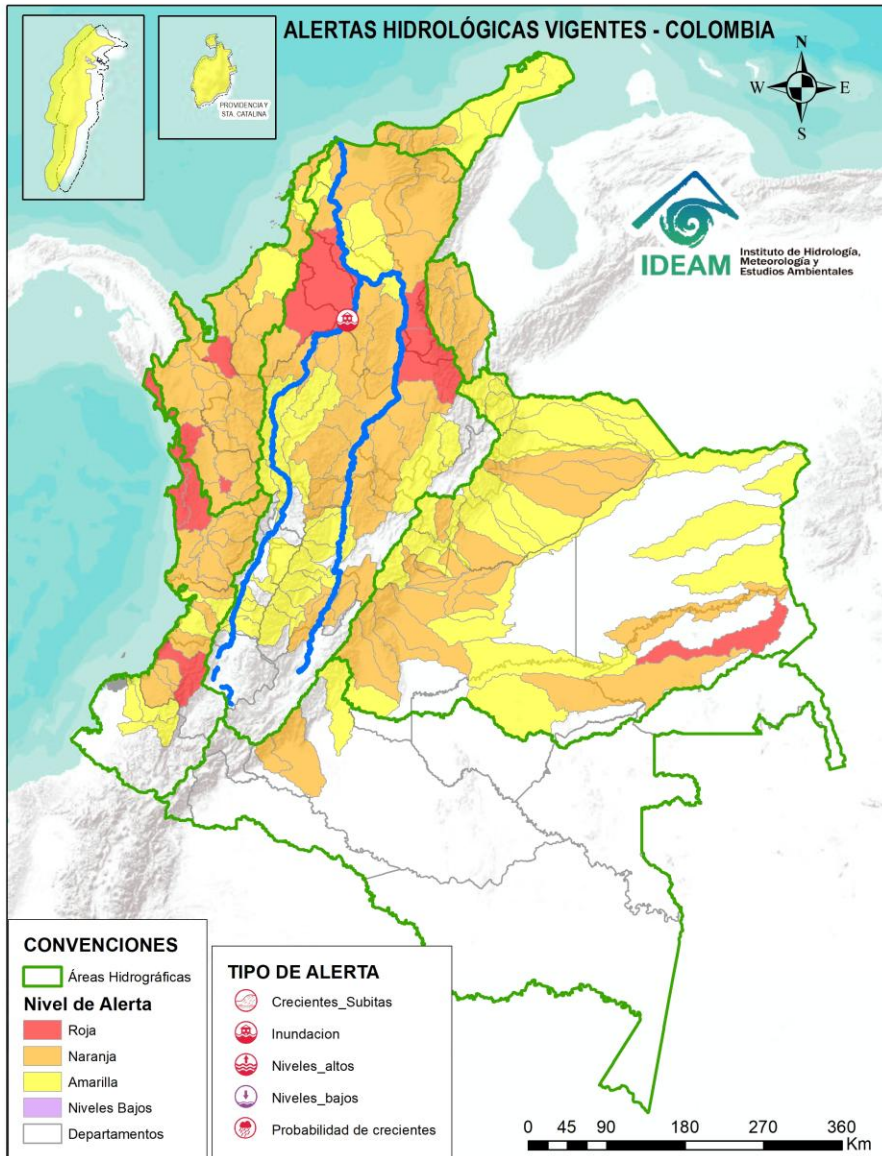 ALERTAS HIDROLÓGICAS VIGENTES - COLOMBIA
PROVIDENCIA Y
STA. CATALINA
N
W
E
S
IDEAM
Instituto de Hidrología,
Meteorología y
Estudios Ambientales
CONVENCIONES
Áreas Hidrográficas
Nivel de Alerta
Roja
Naranja
Amarilla
Niveles Bajos
Departamentos
TIPO DE ALERTA
Crecientes_Subitas
Inundacion
Niveles_altos
Niveles_bajos
Probabilidad de crecientes
0 45 90 180 270 360
Km